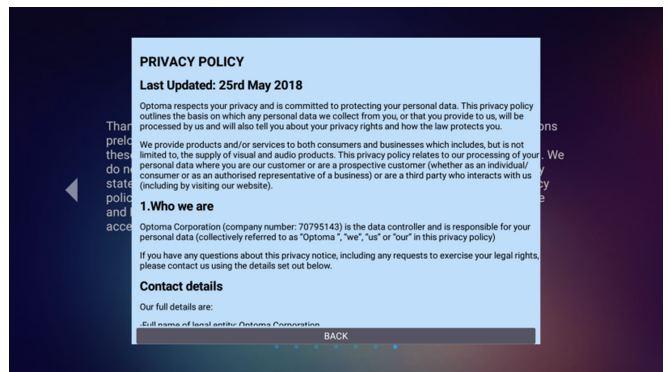 PRIVACY POLICY
Last Updated: 25rd May 2018
Optoma respects your privacy and is committed to protecting your personal data. This privacy policy
outlines the basis on which any personal data we collect from you, or that you provide to us, will be
processed by us and will also tell you about your privacy rights and how the law protects you.
We provide products and/or services to both consumers and businesses which includes, but is not
limited to, the supply of visual and audio products. This privacy policy relates to our processing of your
personal data where you are our customer or are a prospective customer (whether as an individual/
consumer or as an authorised representative of a business) or are a third party who interacts with us
(including by visiting our website).
1.Who we are
Optoma Corporation (company number: 70795143) is the data controller and is responsible for your
personal data (collectively referred to as "Optoma ", "we", "us" or "our" in this privacy policy)
If you have any questions about this privacy notice, including any requests to exercise your legal rights,
please contact us using the details set out below.
Contact details
Our full details are:
-Full name of legal entity: Optoma Corporation
BACK